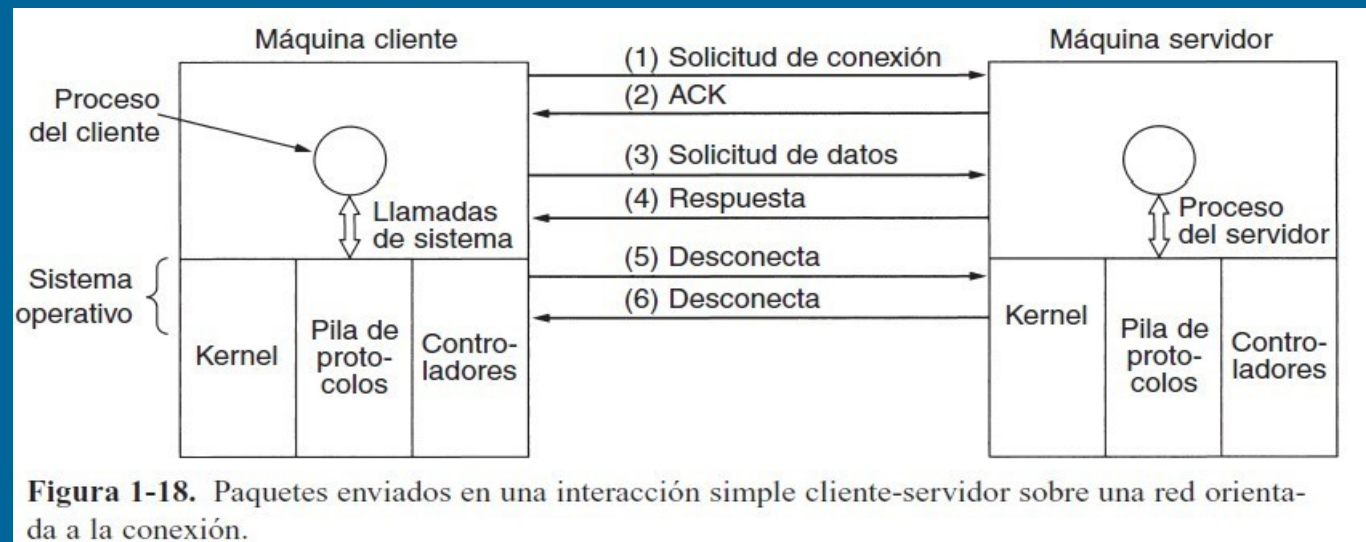 Máquina cliente
Máquina servidor
(1) Solicitud de conexión
(2) ACK
Proceso
del cliente
(3) Solicitud de datos
(4) Respuesta
Llamadas
de sistema
Proceso
del servidor
(5) Desconecta
(6) Desconecta
Sistema
operativo
Kernel
Pila de
proto-
colos
Contro-
ladores
Kernel
Pila de
proto-
colos
Contro-
ladores
Figura 1-18. Paquetes enviados en una interacción simple cliente-servidor sobre una red orienta-
da a la conexión.